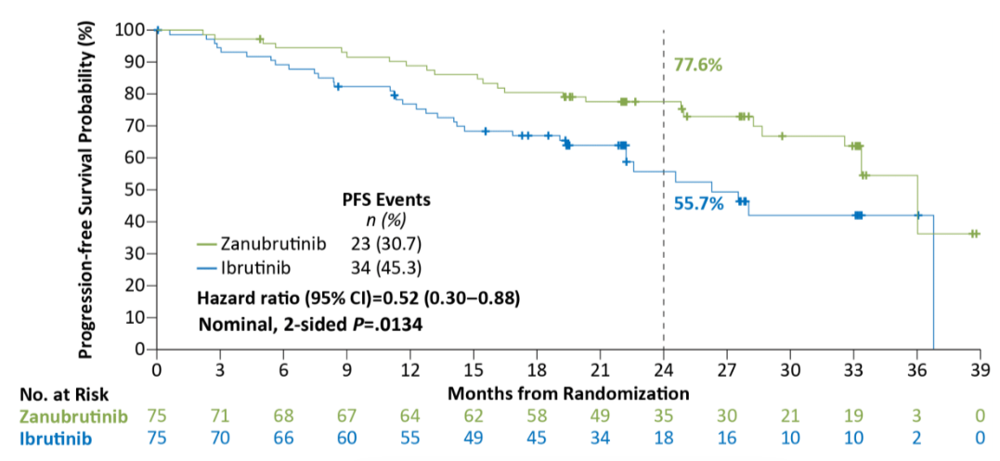 Progression-free Survival Probability (%)
100
90
80
70
60
50
40
30
20
10
0
77.6%
55.7%
PFS Events
n (%)
Zanubrutinib 23 (30.7)
Ibrutinib 34 (45.3)
Hazard ratio (95% CI)=0.52 (0.30–0.88)
Nominal, 2-sided P=.0134
0 3 6 9 12 15 18 21 24 27 30 33 36 39
Months from Randomization
No. at Risk
Zanubrutinib 75 71 68 67 64 62 58 49 35 30 21 19 3 0
Ibrutinib 75 70 66 60 55 49 45 34 18 16 10 10 2 0